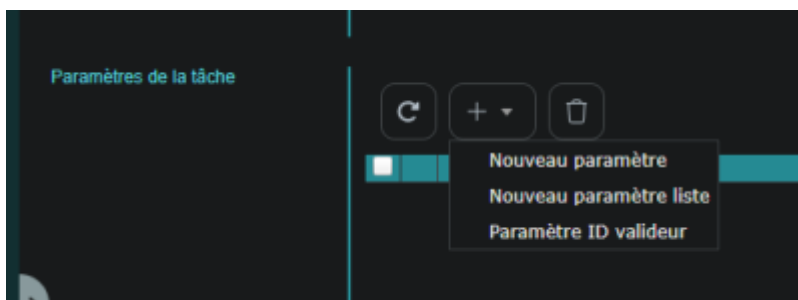 Paramètres de la tâche
Nouveau paramètre
Nouveau paramètre liste
Paramètre ID valideur